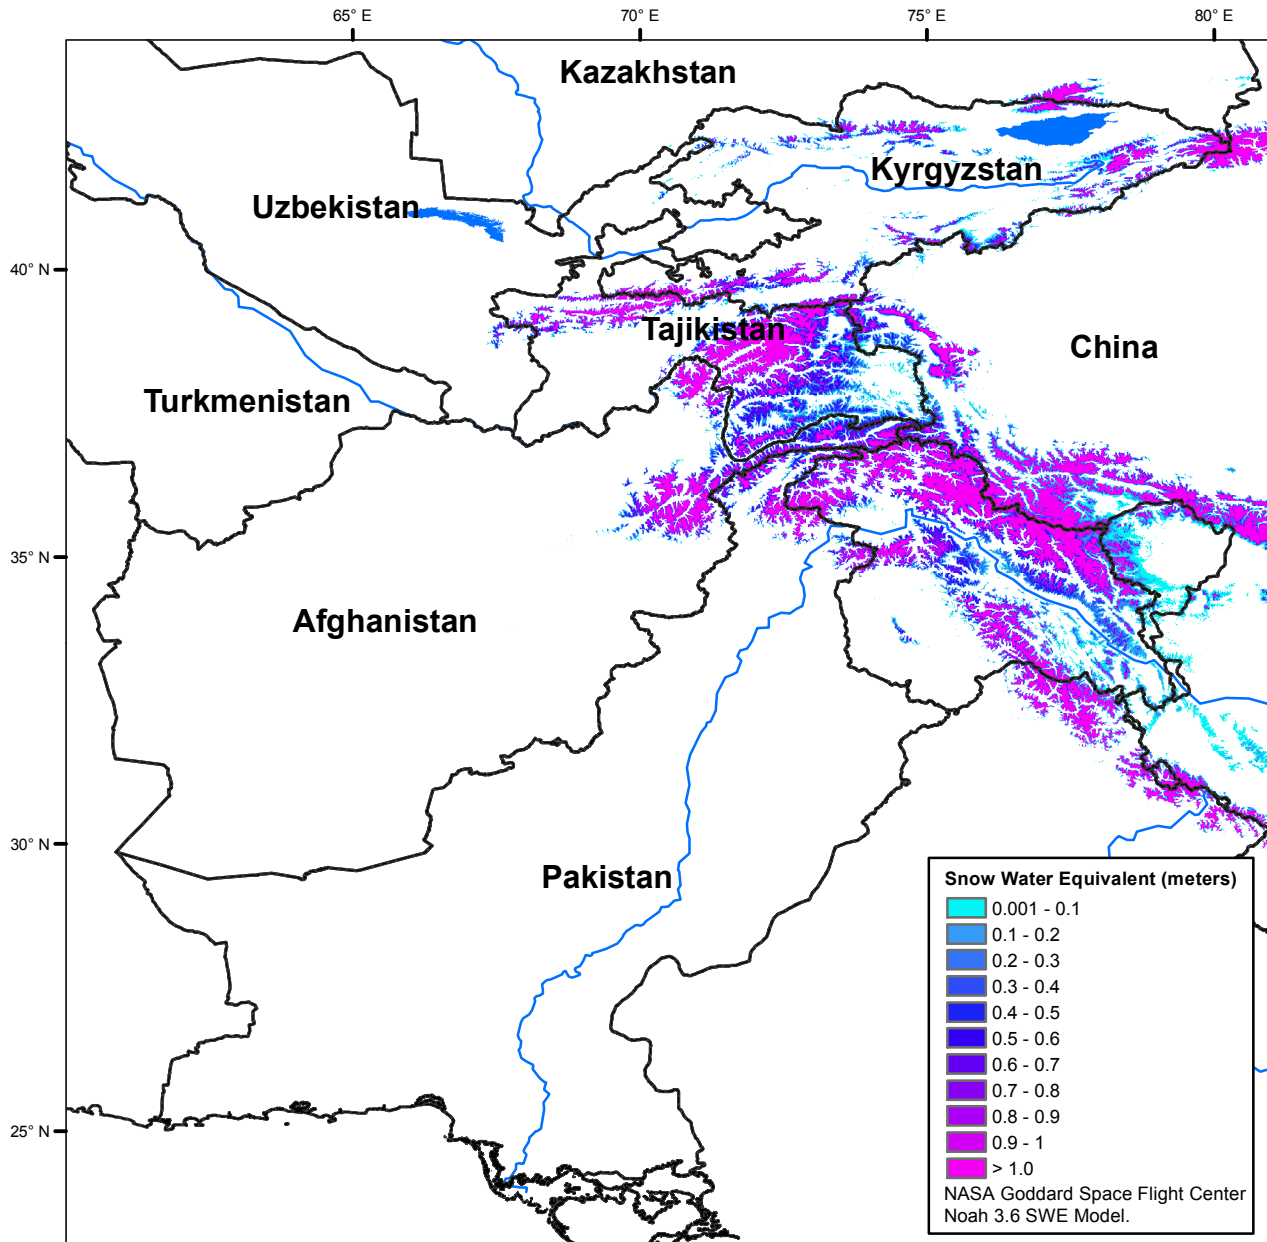 65° E
70° E
75° E
80° E
Kazakhstan
Kyrgyzstan
Uzbekistan
40° N
Tajikistan
China
Turkmenistan
35° N
Afghanistan
30° N
Pakistan
25° N
Snow Water Equivalent (meters)
0.001 - 0.1
0.1 - 0.2
0.2 - 0.3
0.3 - 0.4
0.4 - 0.5
0.5 - 0.6
0.6 - 0.7
0.7 - 0.8
0.8 - 0.9
0.9 - 1
> 1.0
NASA Goddard Space Flight Center
Noah 3.6 SWE Model.